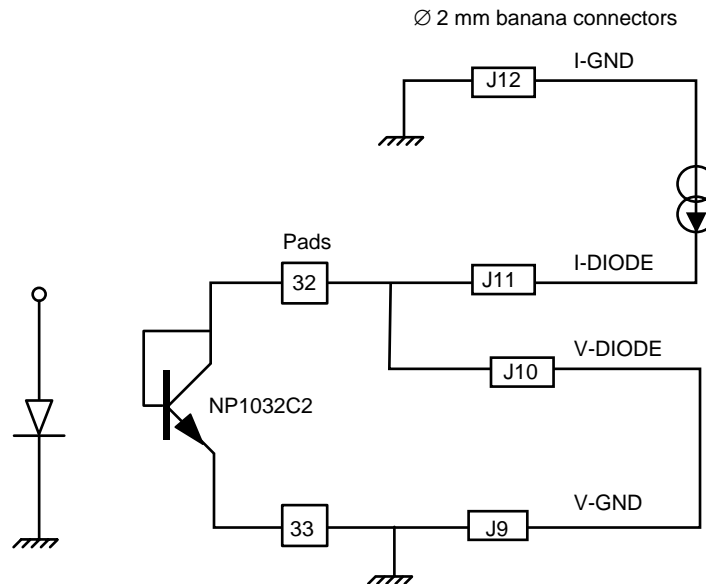 ∅ 2 mm banana connectors
I-GND
J12
Pads
32
J11
I-DIODE
V-DIODE
J10
NP1032C2
V-GND
33
J9